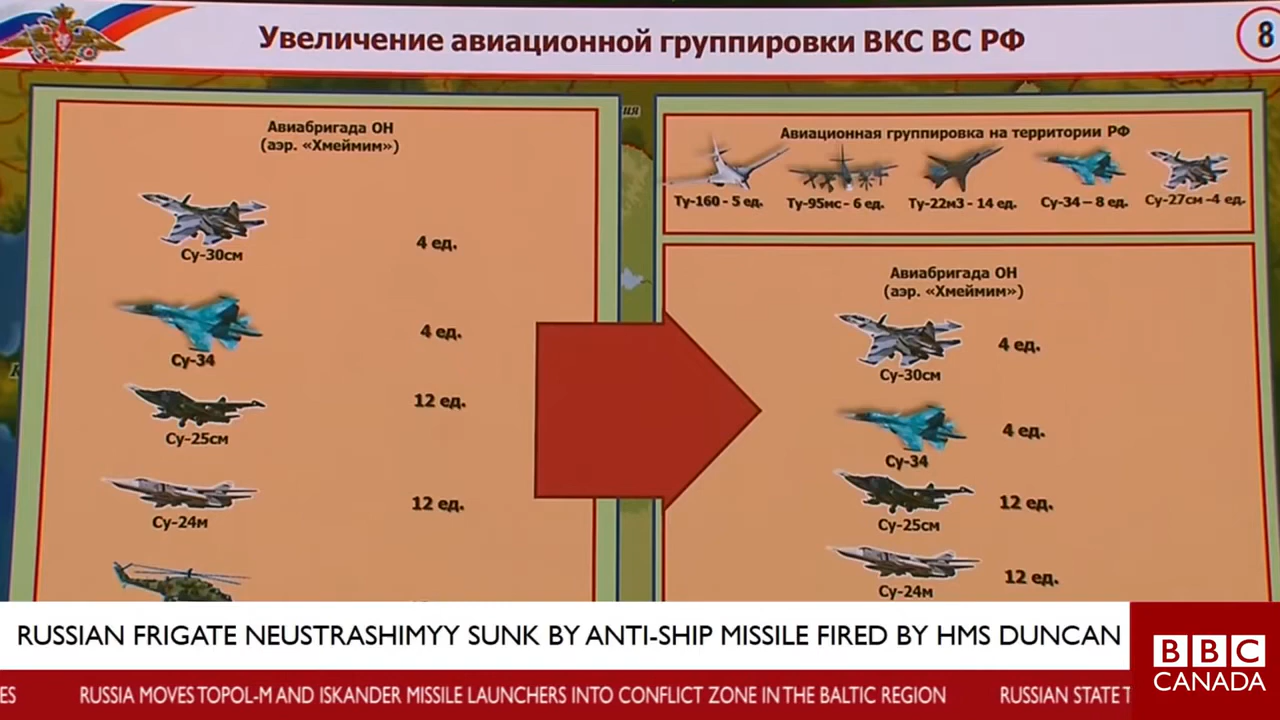 Увеличение авиационной группировки ВКС ВС РФ
8
Авиабригада ОН
(аэр. «Хмеймим»)
Су-30см
4 ед.
Су-34
4 ед.
Су-25см
12 ед.
Су-24м
12 ед.
Авиационная группировка на территории РФ
Ту-160 - 5 ед.
Ту-95мс - 6 ед.
Ту-22м3 - 14 ед.
Су-34 – 8 ед.
Су-27см -4 ед.
Авиабригада ОН
(аэр. «Хмеймим»)
Су-30см
4 ед.
Су-34
4 ед.
Су-25см
12 ед.
Су-24м
12 ед.
RUSSIAN FRIGATE NEUSTRASHIMYY SUNK BY ANTI-SHIP MISSILE FIRED BY HMS DUNCAN
ES RUSSIA MOVES TOPOL-M AND ISKANDER MISSILE LAUNCHERS INTO CONFLICT ZONE IN THE BALTIC REGION RUSSIAN STATE T
BBC
CANADA